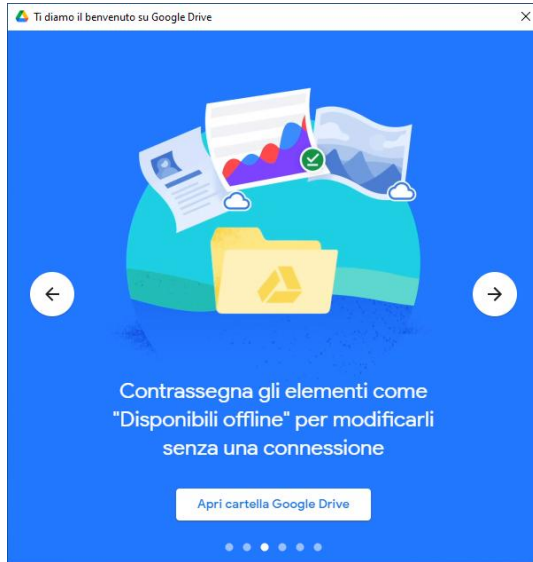 Ti diamo il benvenuto su Google Drive
Contrassegna gli elementi come
"Disponibili offline" per modificarli
senza una connessione
Apri cartella Google Drive